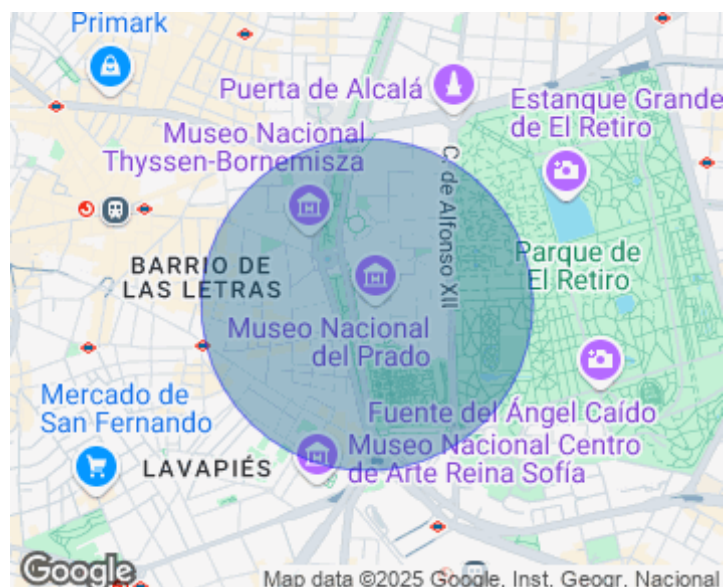 Primark
Puerta de Alcalá
Estanque Grande
de El Retiro
Museo Nacional
Thyssen-Bornemisza
C. de Alfonso XII
BARRIO DE
LAS LETRAS
Parque de
El Retiro
Museo Nacional
del Prado
Mercado de
San Fernando
Fuente del Ángel Caído
LAVAPIÉS
Museo Nacional Centro
de Arte Reina Sofía
Google
Map data ©2025 Google, Inst. Geogr. Nacional